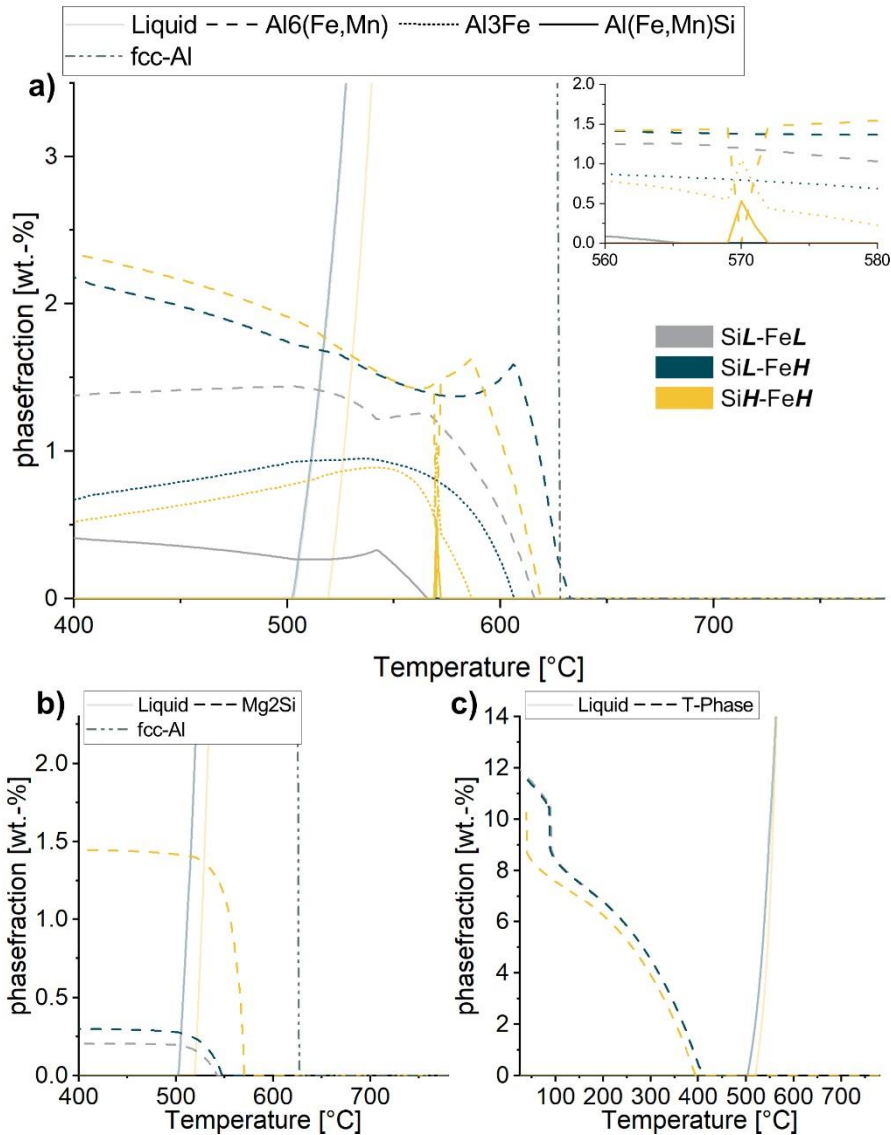 Liquid Al6(Fe,Mn) Al3Fe Al(Fe,Mn)Si
fcc-Al
a)
phasefraction [wt.-%]
3
2
1
0
400 500 600 700
Temperature [°C]
2.0
1.5
1.0
0.5
0.0
560 570 580
SiL-FeL
SiL-FeH
SiH-FeH
b)
Liquid Mg2Si
fcc-Al
phasefraction [wt.-%]
2.0
1.5
1.0
0.5
0.0
400 500 600 700
Temperature [°C]
c)
Liquid T-Phase
phasefraction [wt.-%]
14
12
10
8
6
4
2
0
100 200 300 400 500 600 700
Temperature [°C]